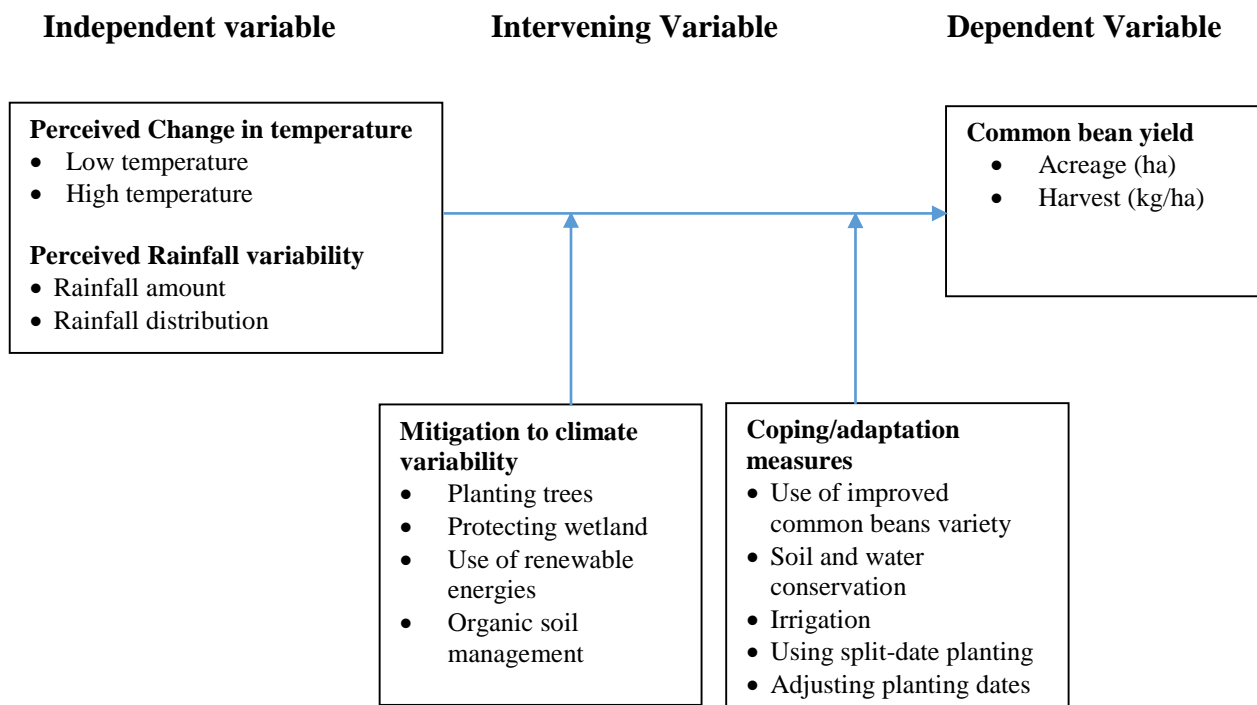 Independent variable
Intervening Variable
Dependent Variable
Perceived Change in temperature
• Low temperature
• High temperature
Perceived Rainfall variability
• Rainfall amount
• Rainfall distribution
Common bean yield
• Acreage (ha)
• Harvest (kg/ha)
Mitigation to climate
variability
• Planting trees
• Protecting wetland
• Use of renewable
energies
• Organic soil
management
Coping/adaptation
measures
• Use of improved
common beans variety
• Soil and water
conservation
• Irrigation
• Using split-date planting
• Adjusting planting dates